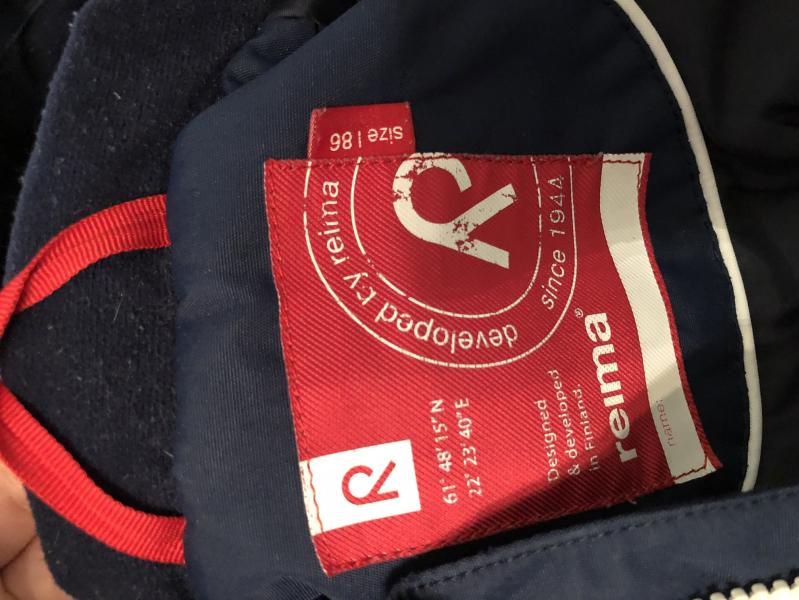 size | 86
developed by reima
since 1944
R
R
61° 48' 15" N
22° 23' 40" E
Designed
& developed
in Finland.
reima®
name: